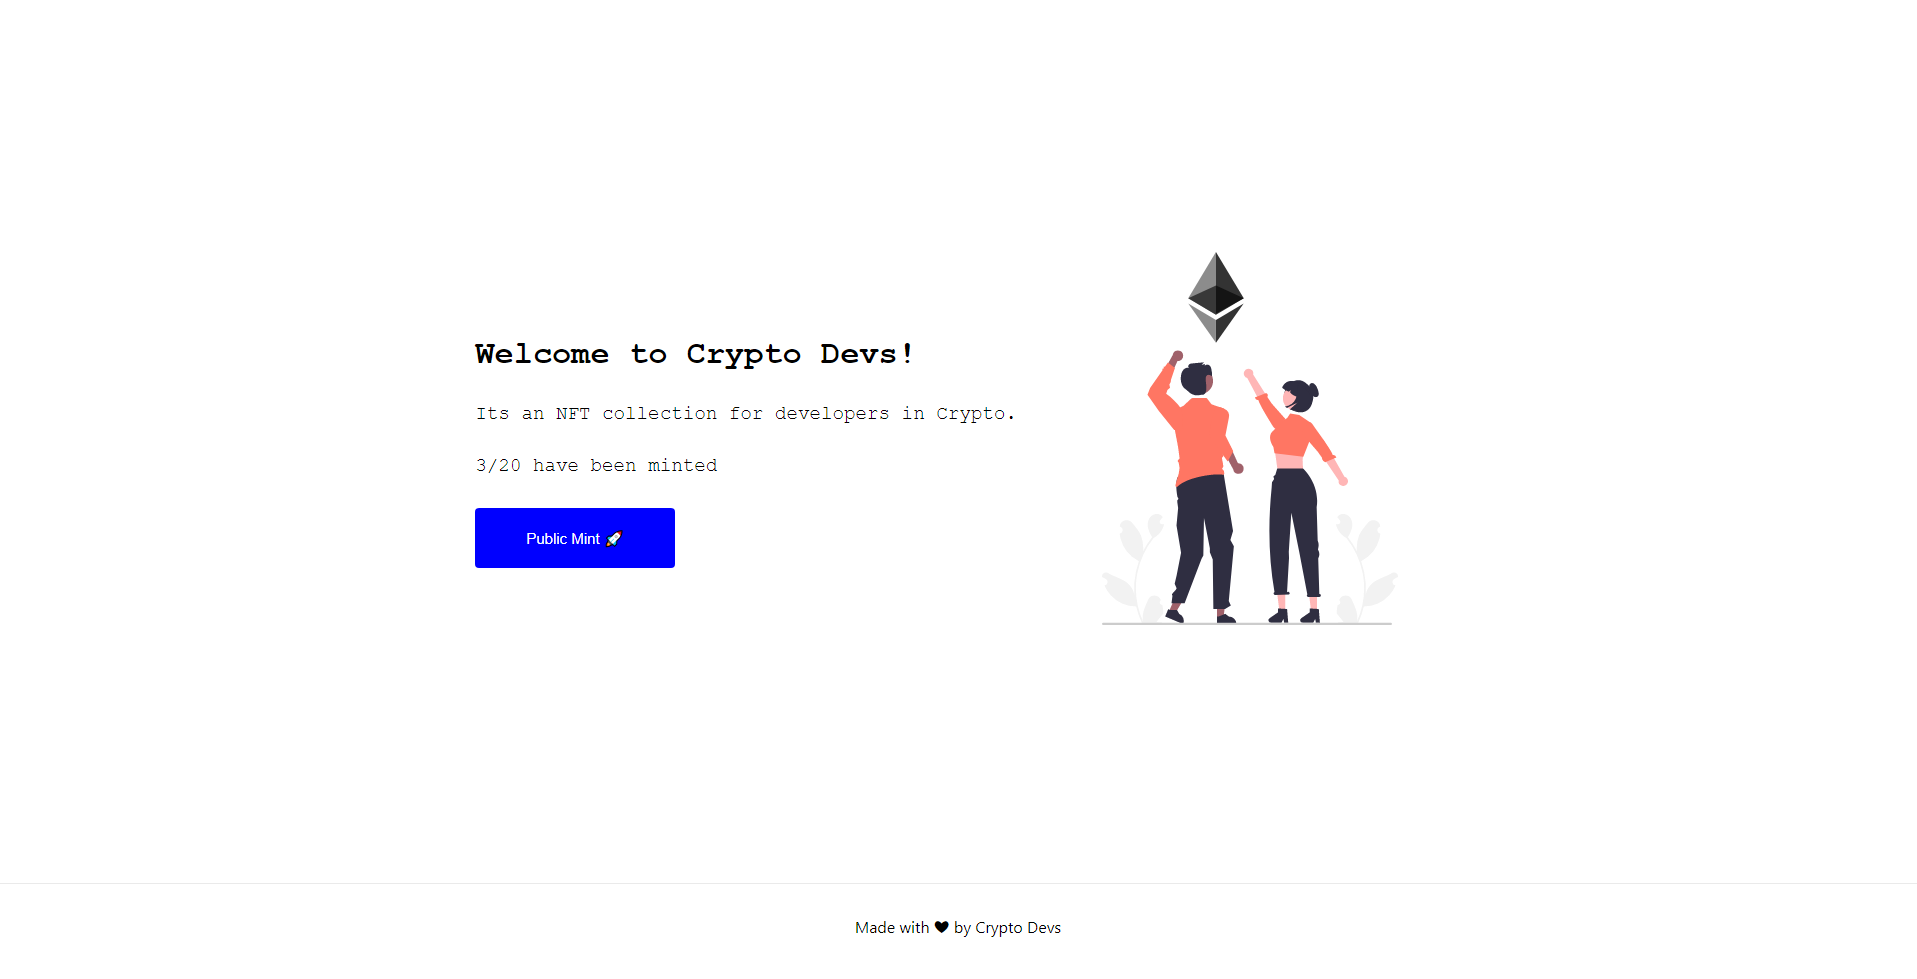 Welcome to Crypto Devs!
Its an NFT collection for developers in Crypto.
3/20 have been minted
Public Mint 🚀
Made with ❤ by Crypto Devs